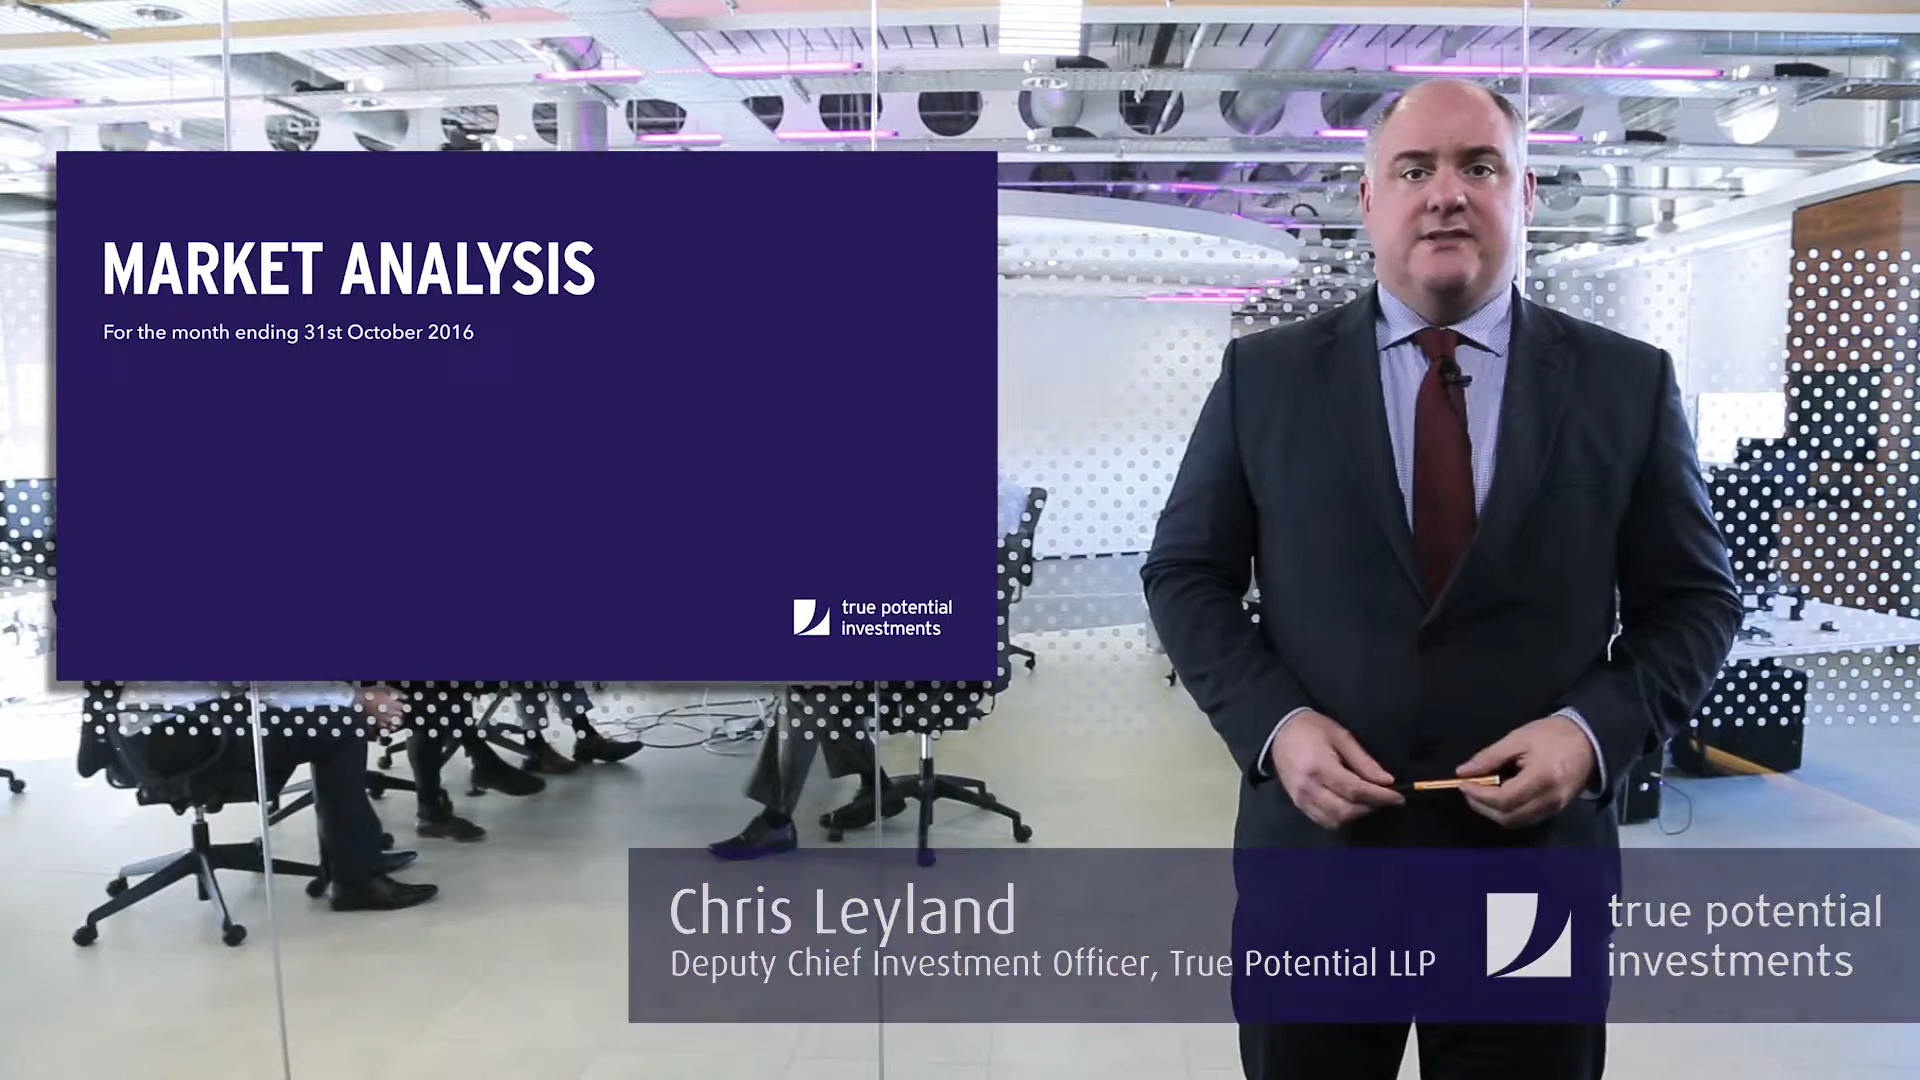 MARKET ANALYSIS
For the month ending 31st October 2016
true potential
investments
Chris Leyland
Deputy Chief Investment Officer, True Potential LLP
true potential
investments